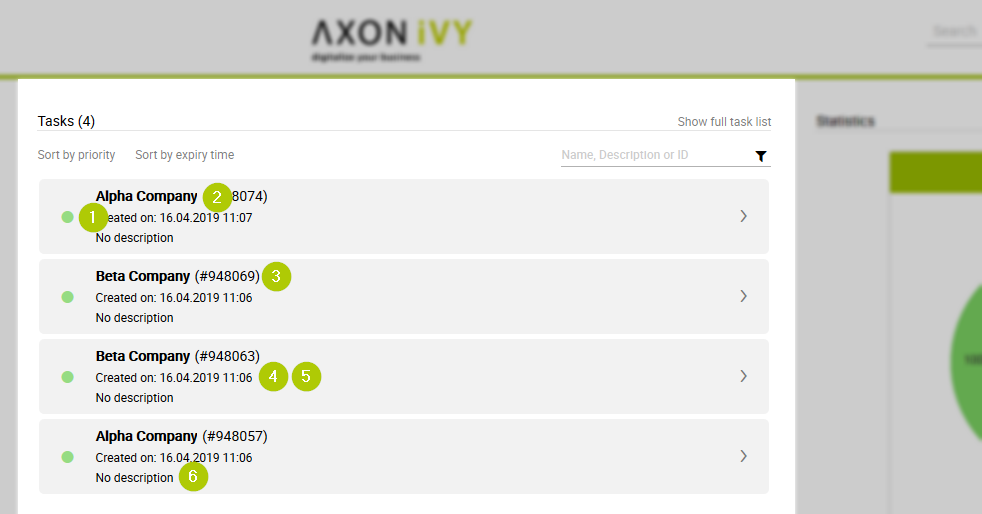 AXON iVY
digitalize your business
Search
Tasks (4)
Show full task list
Statistics
Sort by priority
Sort by expiry time
Name, Description or ID
Alpha Company 2 8074)
1 eated on: 16.04.2019 11:07
No description
Beta Company (#948069) 3
Created on: 16.04.2019 11:06
No description
Beta Company (#948063)
Created on: 16.04.2019 11:06 4 5
No description
Alpha Company (#948057)
Created on: 16.04.2019 11:06
No description 6